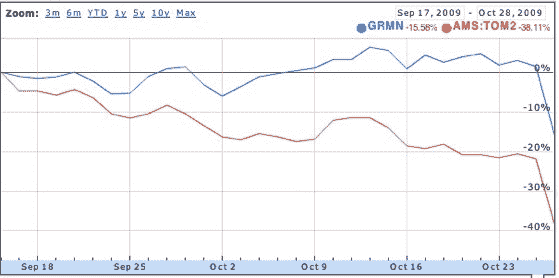 Zoom: 3m 6m YTD 1y 5y 10y Max
Sep 17, 2009 - Oct 28, 2009
GRMN -15.58% AMS:TOM2 -38.11%
0%
-10%
-20%
-30%
-40%
Sep 18 Sep 25 Oct 2 Oct 9 Oct 16 Oct 23